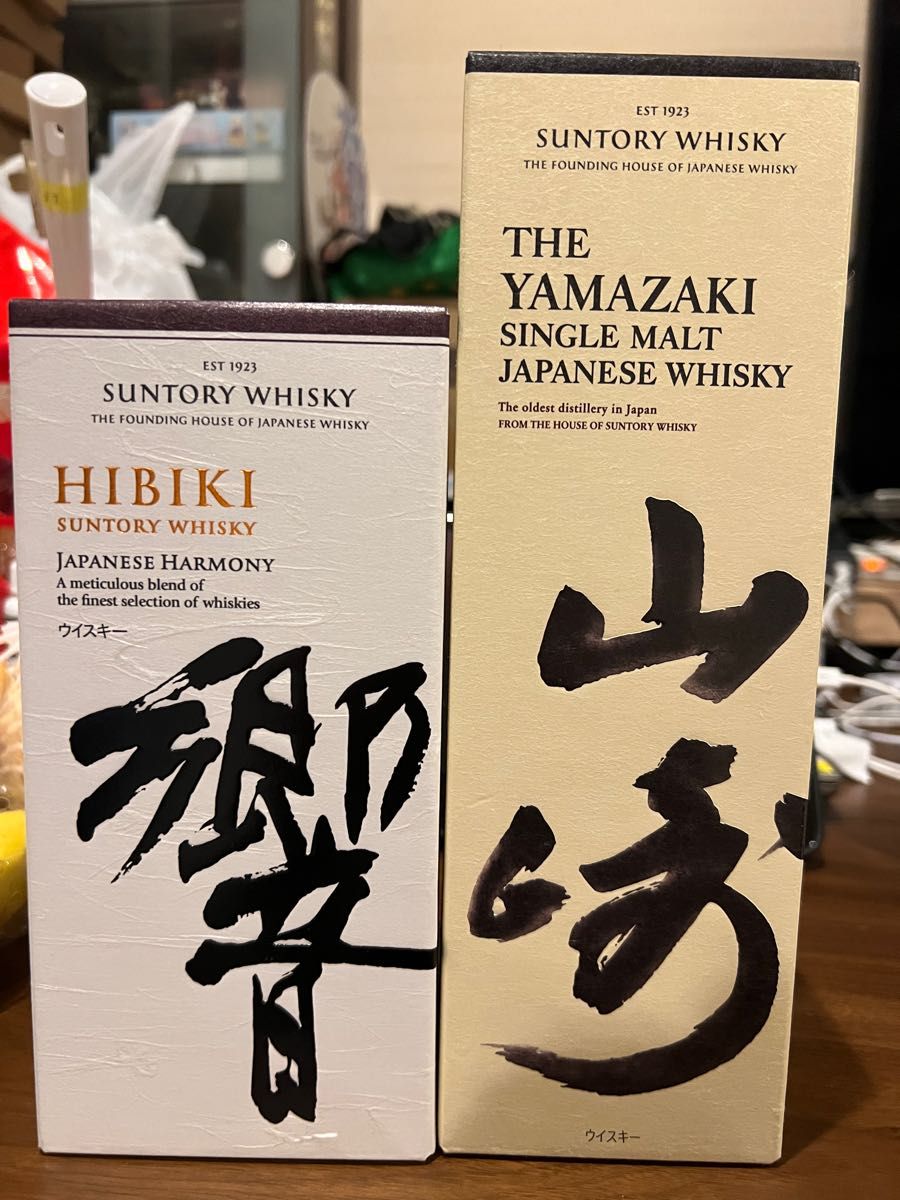 EST 1923
SUNTORY WHISKY
THE FOUNDING HOUSE OF JAPANESE WHISKY
HIBIKI
SUNTORY WHISKY
JAPANESE HARMONY
A meticulous blend of
the finest selection of whiskies
ウイスキー
響
EST 1923
SUNTORY WHISKY
THE FOUNDING HOUSE OF JAPANESE WHISKY
THE
YAMAZAKI
SINGLE MALT
JAPANESE WHISKY
The oldest distillery in Japan
FROM THE HOUSE OF SUNTORY WHISKY
山
崎
ウイスキー